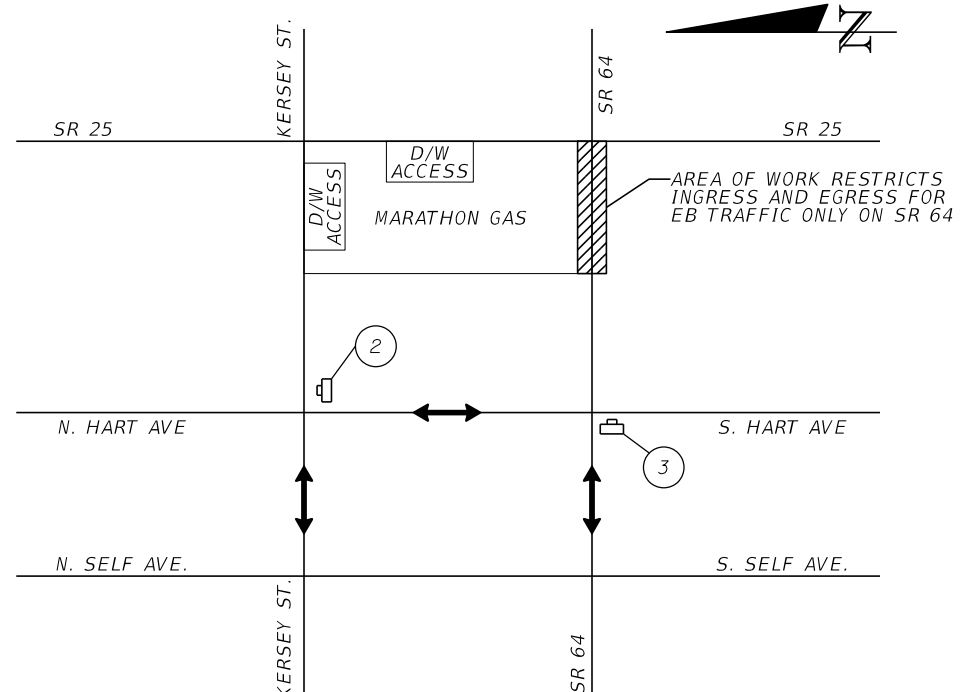 KERSEY ST.
SR 64
N
SR 25
SR 25
D/W
ACCESS
D/W
ACCESS
MARATHON GAS
AREA OF WORK RESTRICTS
INGRESS AND EGRESS FOR
EB TRAFFIC ONLY ON SR 64
2
N. HART AVE
S. HART AVE
3
N. SELF AVE.
S. SELF AVE.
KERSEY ST.
SR 64